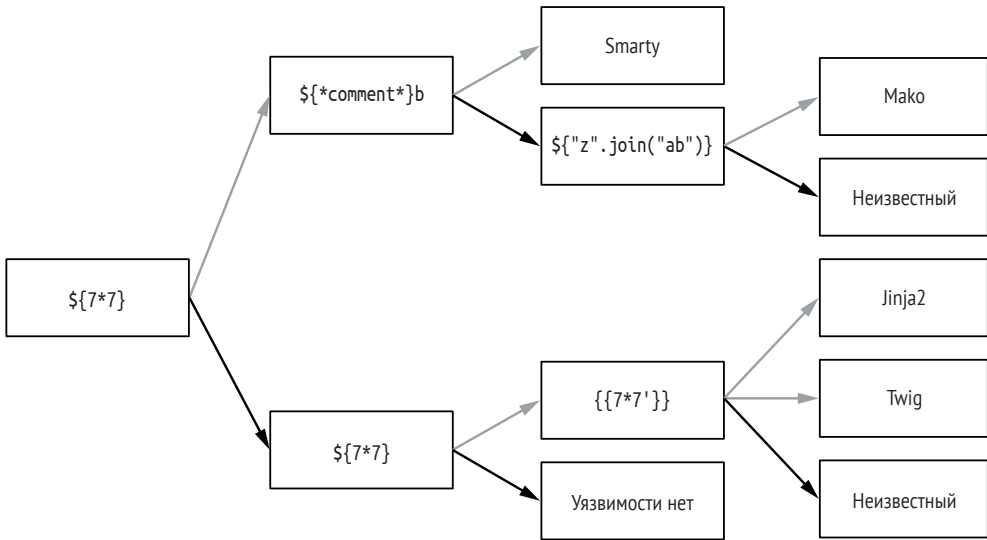 Smarty
${*comment*}b
Mako
${"z".join("ab")}
Неизвестный
${7*7}
Jinja2
{{7*7'}}
Twig
${7*7}
Уязвимости нет
Неизвестный